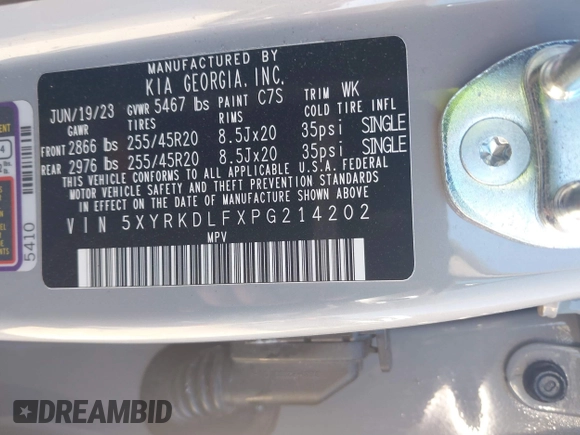 MANUFACTURED BY
KIA GEORGIA, INC.
JUN/19/23 GVWR 5467 lbs PAINT C7S TRIM WK
GAWR TIRES RIMS COLD TIRE INFL
FRONT 2866 lbs 255/45R20 8.5Jx20 35psi SINGLE
REAR 2976 lbs 255/45R20 8.5Jx20 35psi SINGLE
THIS VEHICLE CONFORMS TO ALL APPLICABLE U.S.A. FEDERAL
MOTOR VEHICLE SAFETY AND THEFT PREVENTION STANDARDS
IN EFFECT ON THE DATE OF MANUFACTURE SHOWN ABOVE.
VIN 5XYRKDLFXPG214202
MPV
5410
DREAMBID